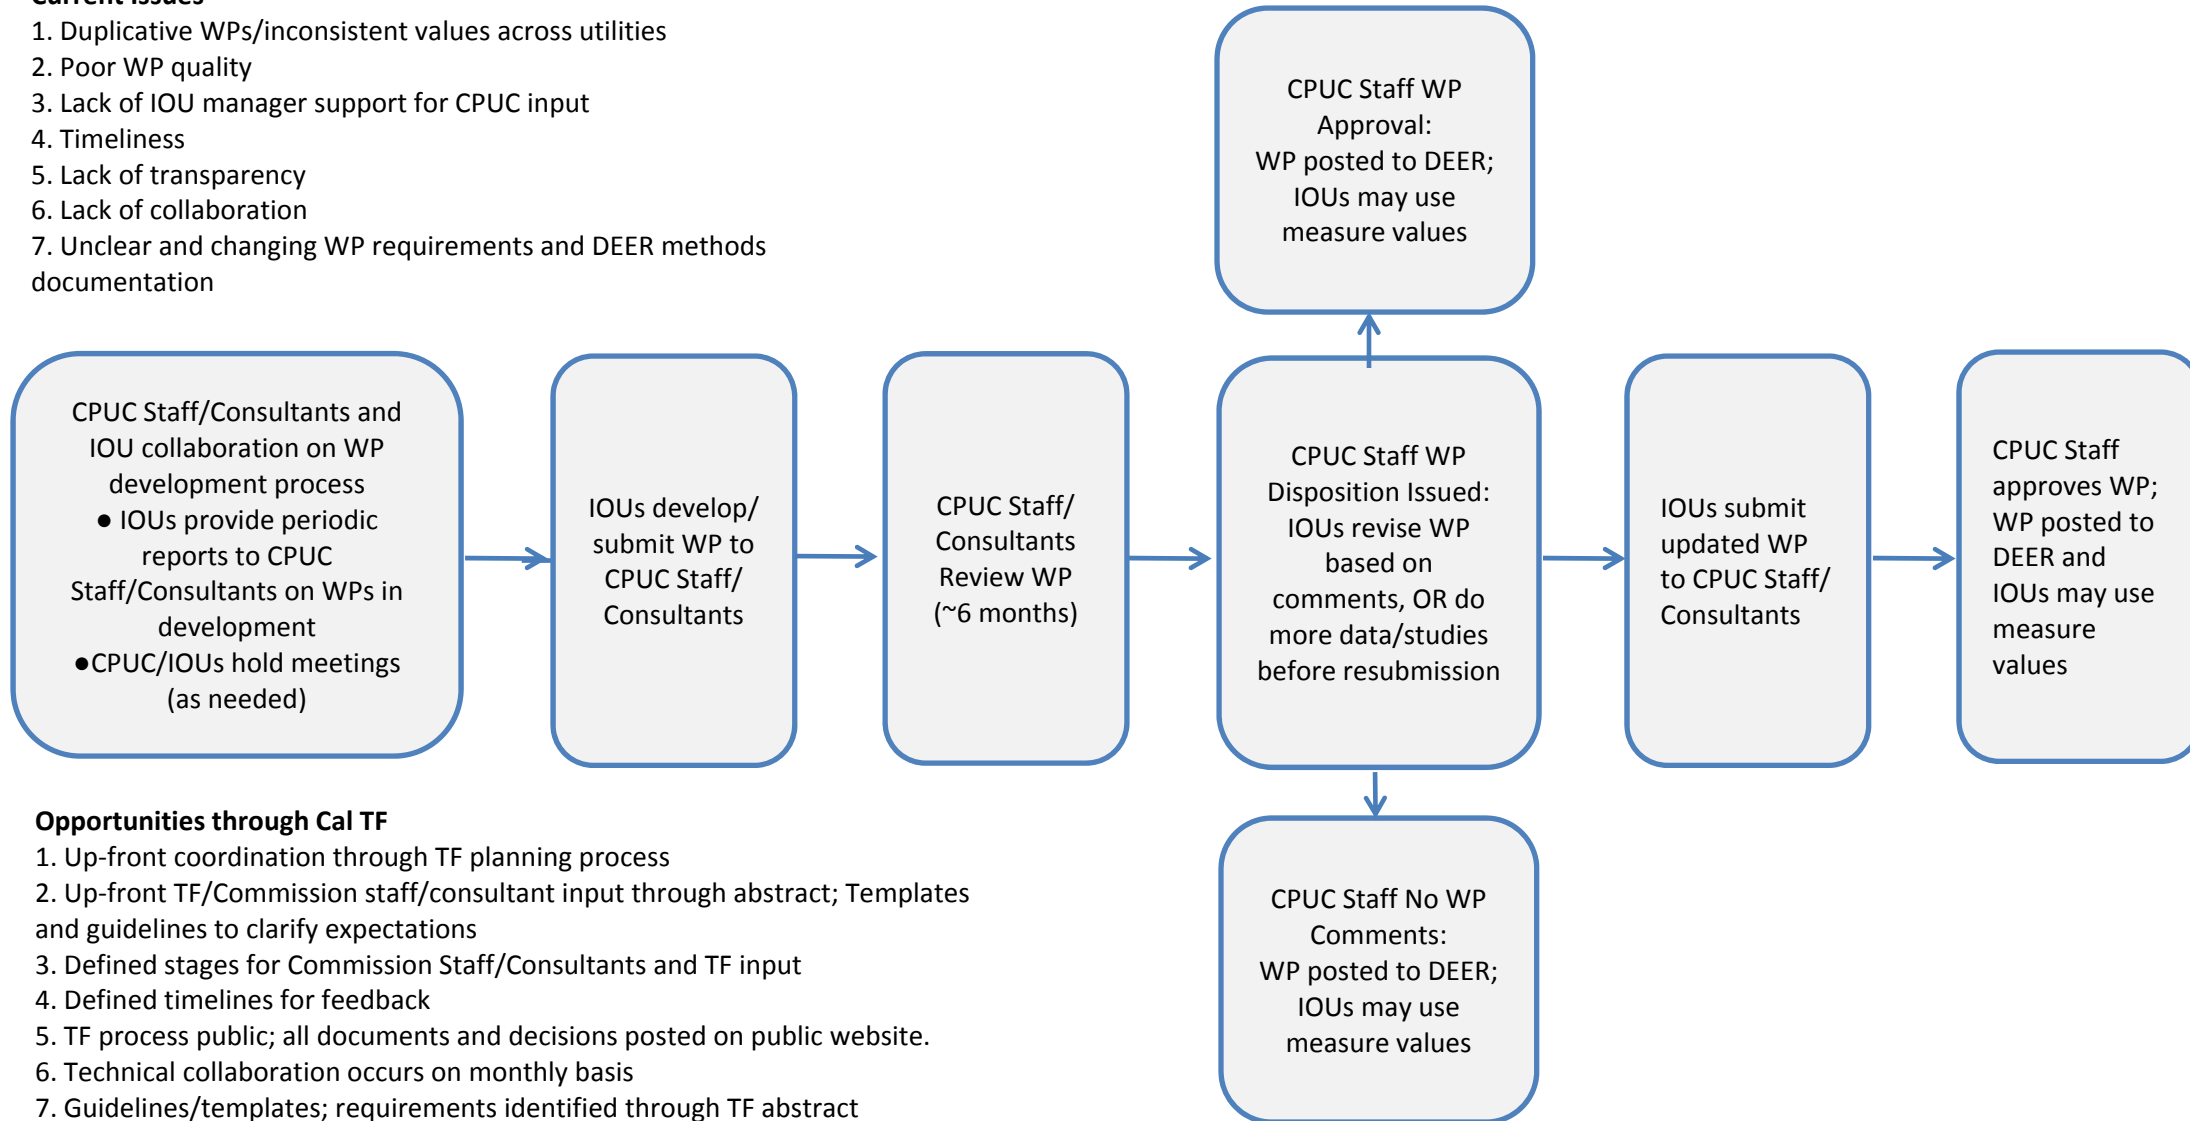 Current Issues
1. Duplicative WPs/inconsistent values across utilities
2. Poor WP quality
3. Lack of IOU manager support for CPUC input
4. Timeliness
5. Lack of transparency
6. Lack of collaboration
7. Unclear and changing WP requirements and DEER methods
documentation
CPUC Staff WP
Approval:
WP posted to DEER;
IOUs may use
measure values
CPUC Staff/Consultants and
IOU collaboration on WP
development process
● IOUs provide periodic
reports to CPUC
Staff/Consultants on WPs in
development
●CPUC/IOUs hold meetings
(as needed)
IOUs develop/
submit WP to
CPUC Staff/
Consultants
CPUC Staff/
Consultants
Review WP
(~6 months)
CPUC Staff WP
Disposition Issued:
IOUs revise WP
based on
comments, OR do
more data/studies
before resubmission
IOUs submit
updated WP
to CPUC Staff/
Consultants
CPUC Staff
approves WP;
WP posted to
DEER and
IOUs may use
measure
values
Opportunities through Cal TF
1. Up-front coordination through TF planning process
2. Up-front TF/Commission staff/consultant input through abstract; Templates
and guidelines to clarify expectations
3. Defined stages for Commission Staff/Consultants and TF input
4. Defined timelines for feedback
5. TF process public; all documents and decisions posted on public website.
6. Technical collaboration occurs on monthly basis
7. Guidelines/templates; requirements identified through TF abstract
CPUC Staff No WP
Comments:
WP posted to DEER;
IOUs may use
measure values